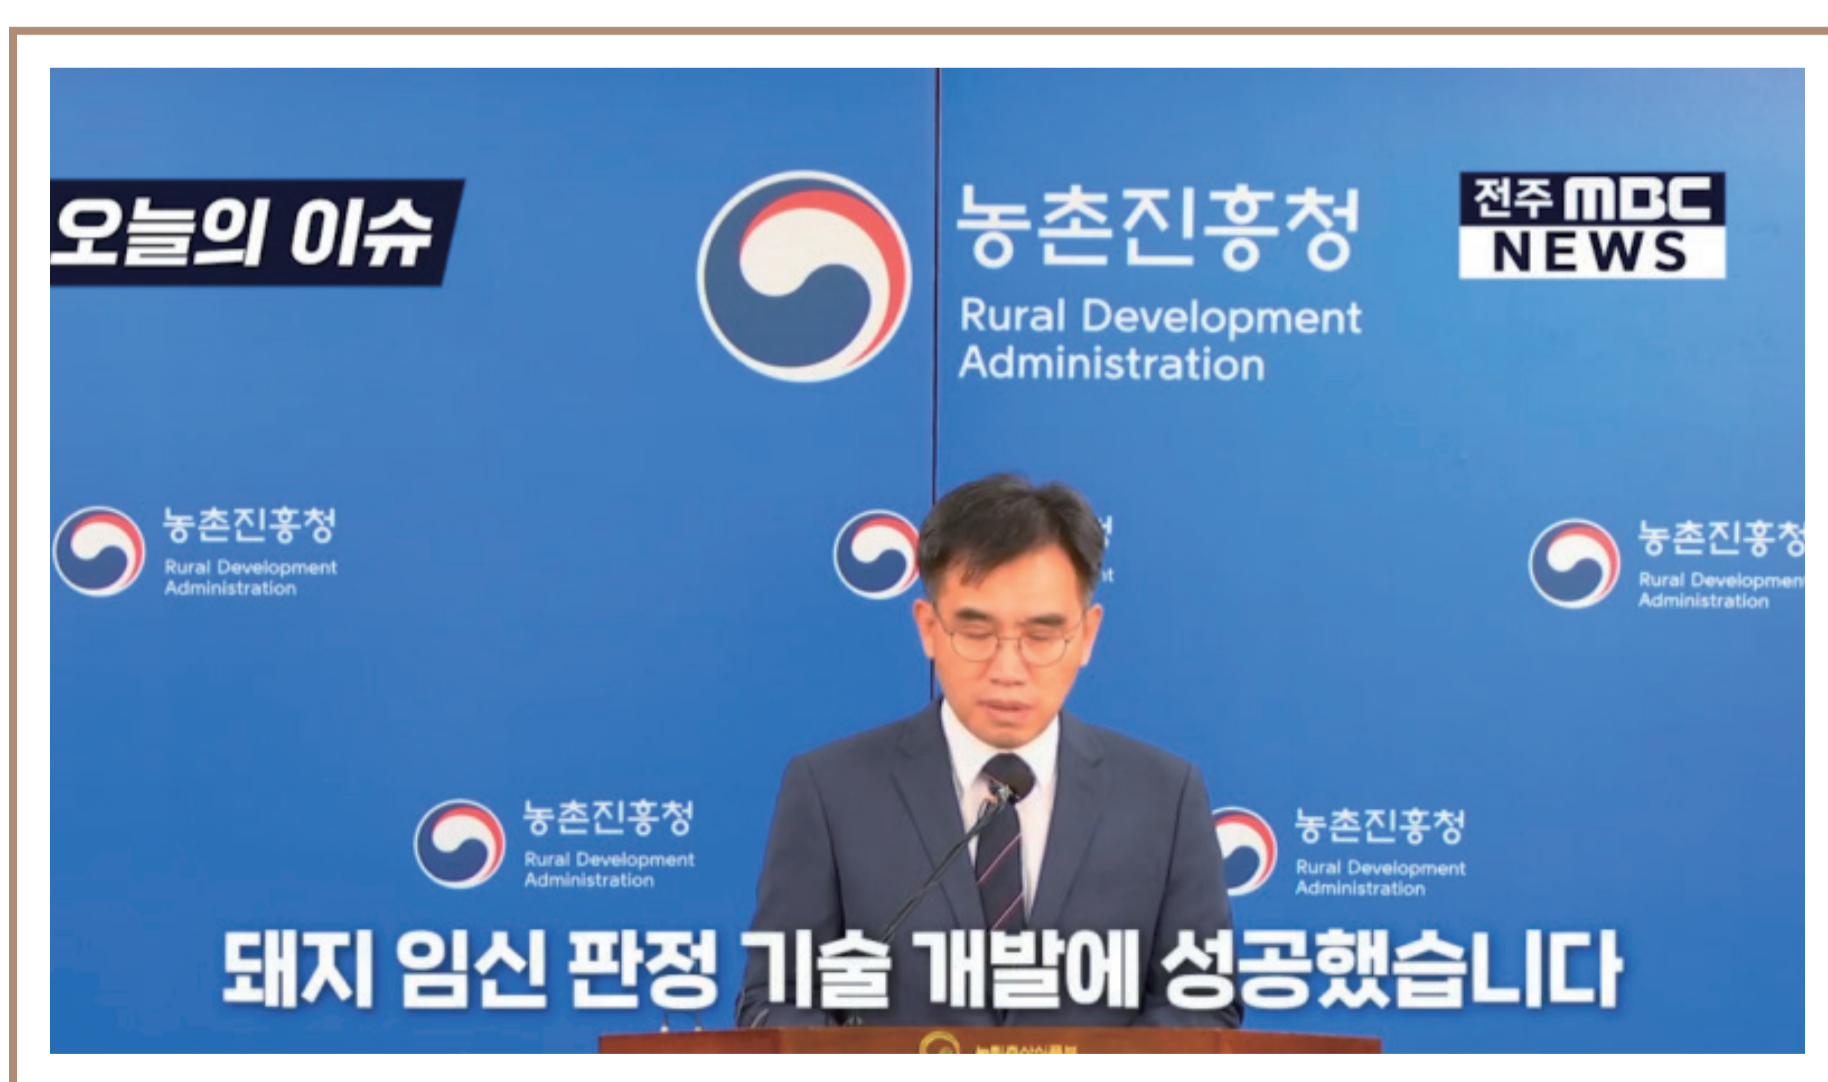 오늘의 이슈
농촌진흥청
Rural Development
Administration
전주 MBC
NEWS
농촌진흥청
Rural Development
Administration
농촌진흥청
Rural Development
Administration
농촌진흥청
Rural Development
Administration
농촌진흥청
Rural Development
Administration
돼지 임신 판정 기술 개발에 성공했습니다